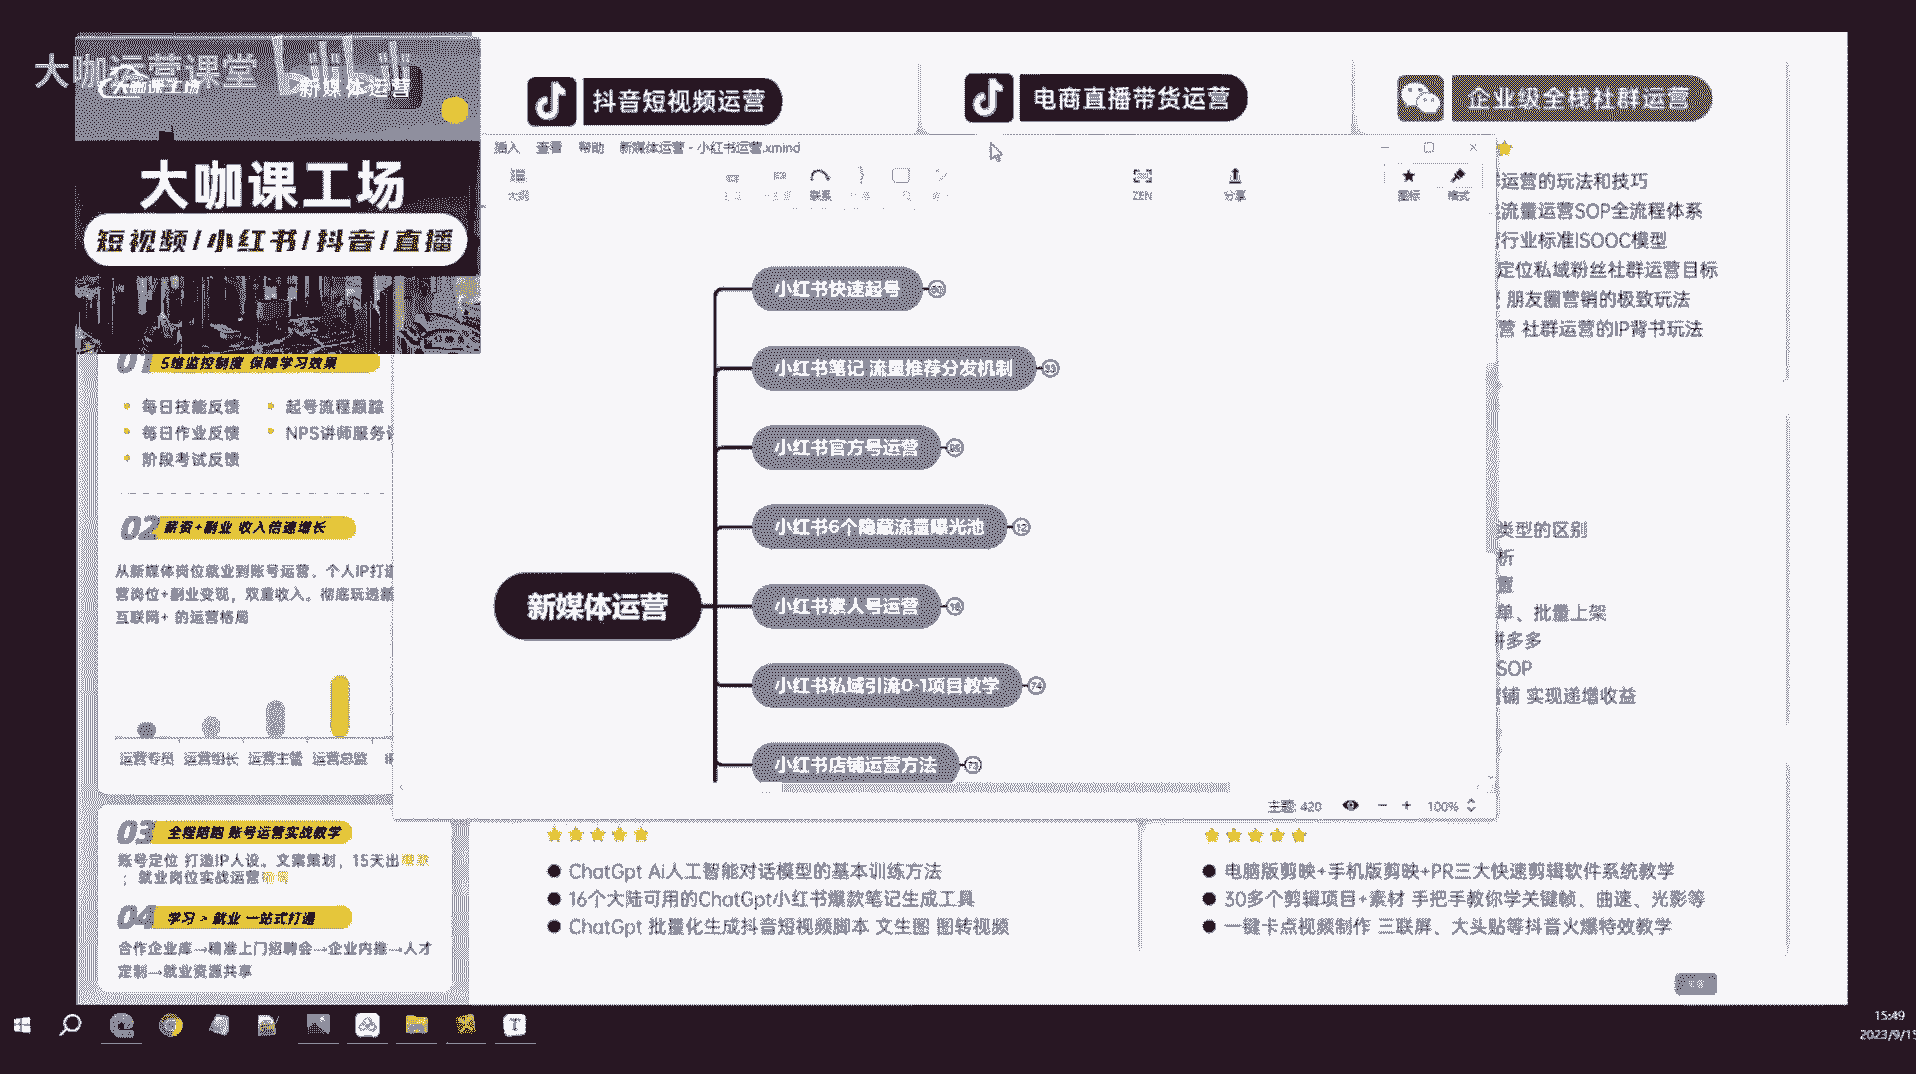 大咖运营课堂
大咖课工场
新媒体运营
大咖课工场
短视频/小红书/抖音/直播
抖音短视频运营
电商直播带货运营
企业级全栈社群运营
插入 查看 帮助 新媒体运营 - 小红书运营.xmind
大纲 联系 ZEN 分享 图标 格式
小红书快速起号
小红书笔记 流量推荐分发机制
小红书官方号运营
小红书6个隐藏流量曝光池
12
小红书素人号运营
小红书私域引流0-1项目教学
74
小红书店铺运营方法
73
新媒体运营
主题: 420
100%
运营的玩法和技巧
流量运营SOP全流程体系
行业标准ISOOC模型
定位私域粉丝社群运营目标
朋友圈营销的极致玩法
营 社群运营的IP背书玩法
类型的区别
析
单、批量上架
拼多多
SOP
铺 实现递增收益
01 5维监控制度 保障学习效果
每日技能反馈
起号流程跟踪
每日作业反馈
NPS讲师服务
阶段考试反馈
02 薪资+副业 收入倍速增长
从新媒体岗位就业到账号运营、个人IP打造
营岗位+副业变现，双重收入。彻底玩透新
互联网+ 的运营格局
运营专员 运营组长 运营主管 运营总监
03 全程陪跑 账号运营实战教学
账号定位 打造IP人设。文案策划，15天出
；就业岗位实战运营
04 学习 > 就业 一站式打通
合作企业库→精准上门招聘会→企业内推→人才
定制→就业资源共享
ChatGpt Ai人工智能对话模型的基本训练方法
16个大陆可用的ChatGpt小红书爆款笔记生成工具
ChatGpt 批量化生成抖音短视频脚本 文生图 图转视频
电脑版剪映+手机版剪映+PR三大快速剪辑软件系统教学
30多个剪辑项目+素材 手把手教你学关键帧、曲速、光影等
一键卡点视频制作 三联屏、大头贴等抖音火爆特效教学
15:49
2023/9/15